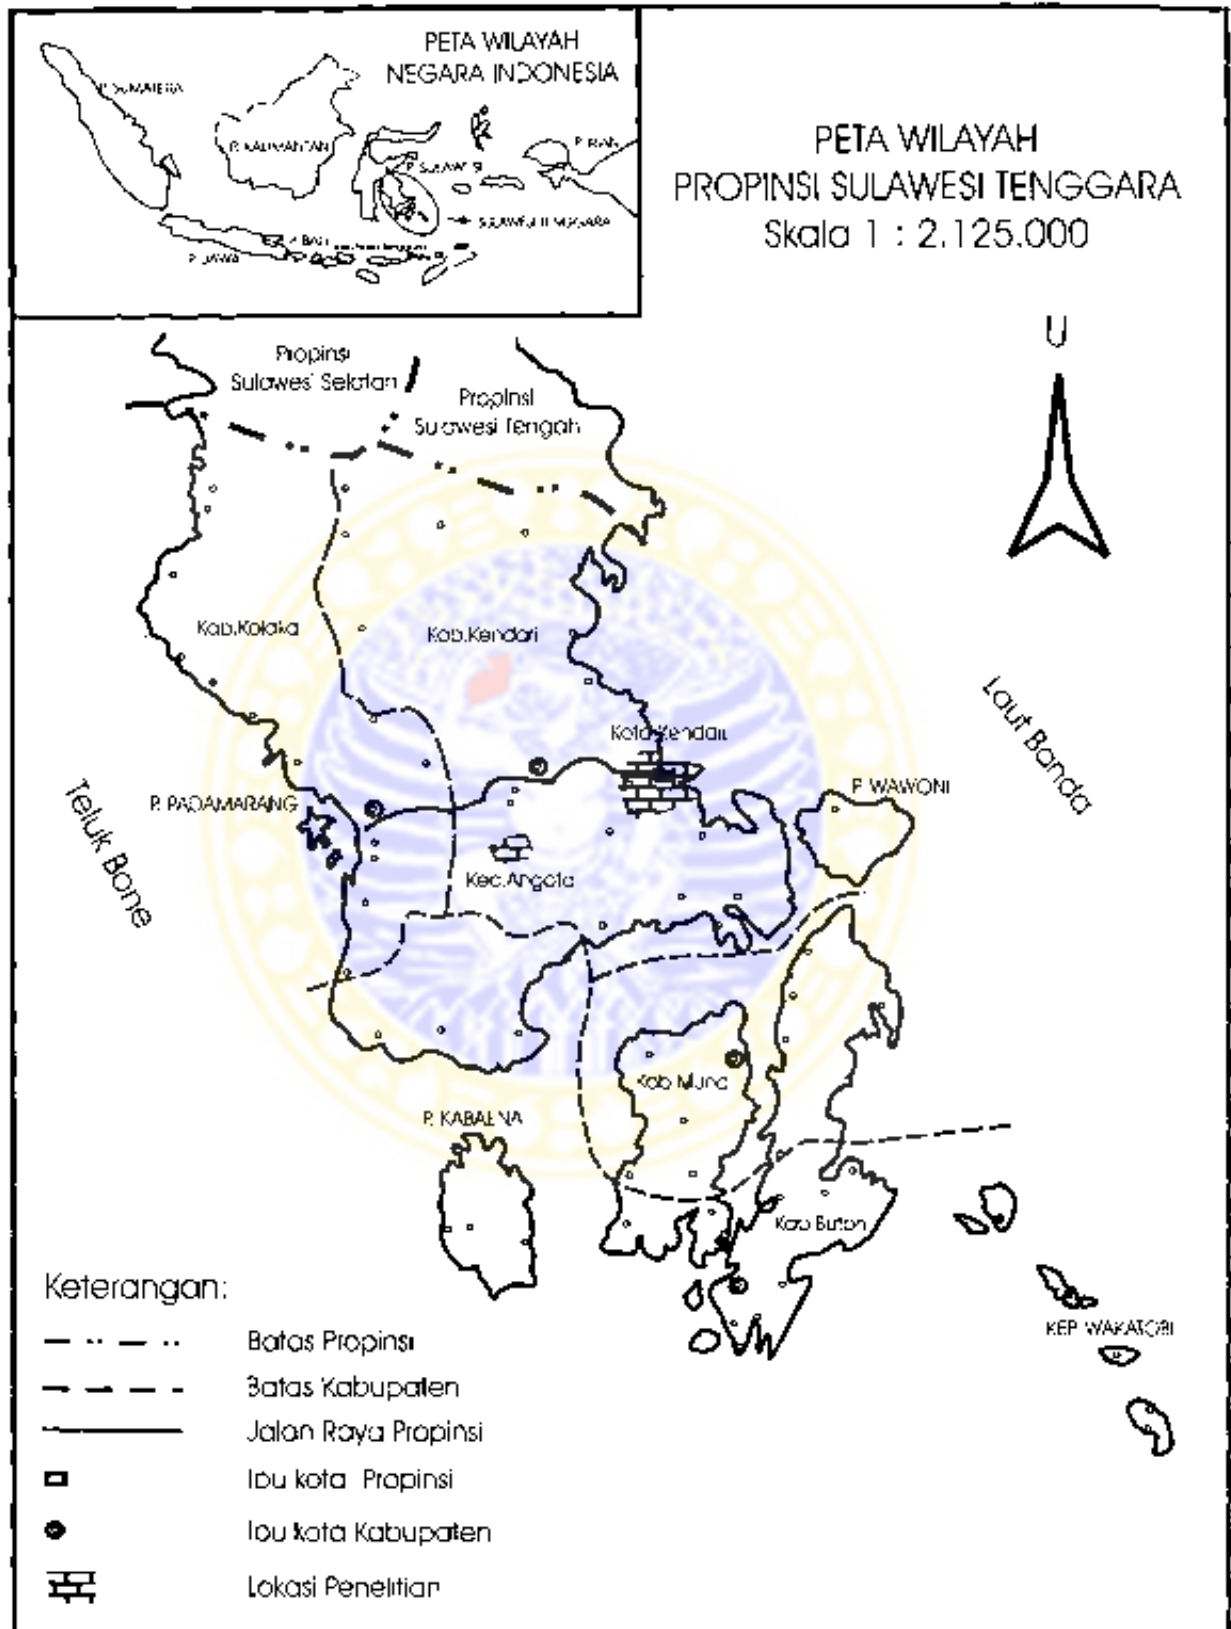 PETA WILAYAH
NEGARA INDONESIA
P. SUMATERA
P. KALIMANTAN
P. SULAWESI
P. IRIAN
SULAWESI TENGGARA
P. BALI
P. JAWA
PETA WILAYAH
PROPINSI SULAWESI TENGGARA
Skala 1 : 2.125.000
U
Propinsi
Sulawesi Selatan
Propinsi
Sulawesi Tengah
Kab.Kolaka
Kab.Kendari
Kota Kendari
Laut Banda
Teluk Bone
P. PADAMARANG
P. WAWONI
Kec.Angata
Kab Muna
P. KABAENA
Kab Buton
KEP WAKATOBI
Keterangan:
Batas Propinsi
Batas Kabupaten
Jalan Raya Propinsi
Ibu kota Propinsi
Ibu kota Kabupaten
Lokasi Penelitian